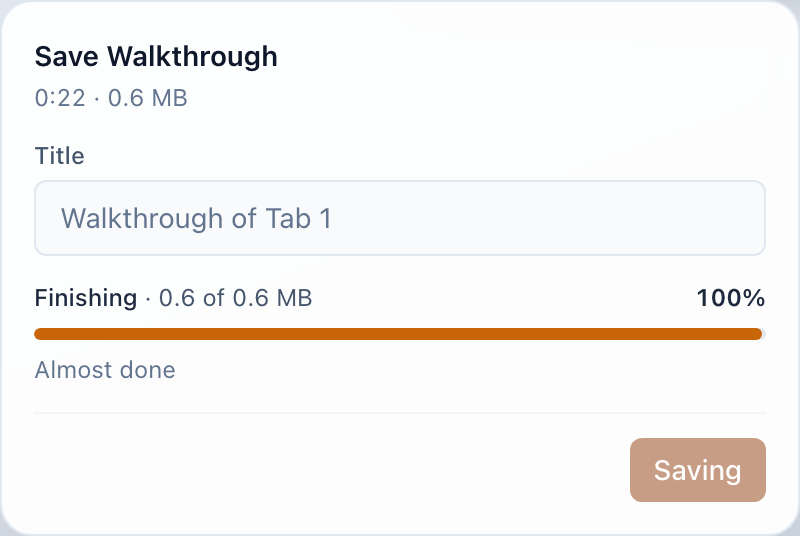 Save Walkthrough
0:22 · 0.6 MB
Title
Walkthrough of Tab 1
Finishing · 0.6 of 0.6 MB 100%
Almost done
Saving